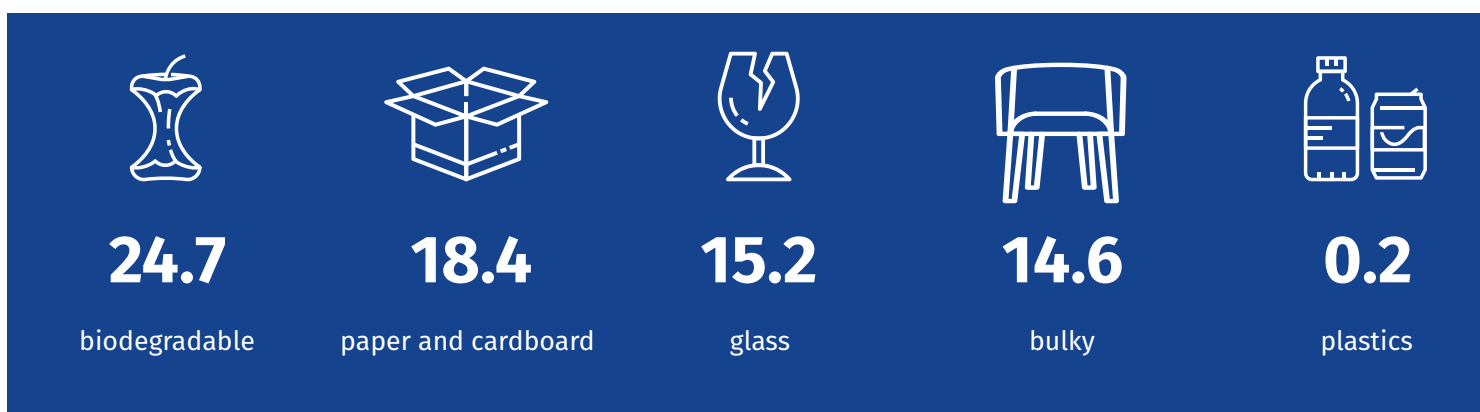 24.7 18.4 15.2 14.6 0.2
biodegradable paper and cardboard glass bulky plastics